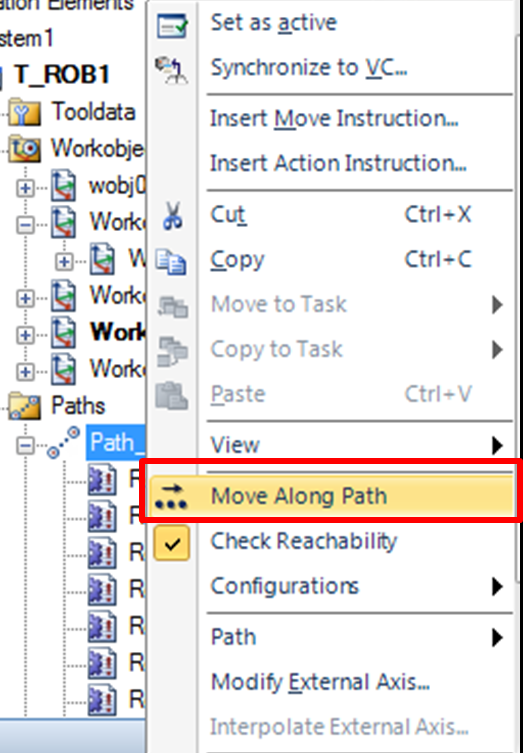 ation Elements
stem1
T_ROB1
Tooldata
Workobje
wobj0
Work
W
Work
Work
Work
Paths
Path_
R
R
R
R
R
R
R
Set as active
Synchronize to VC...
Insert Move Instruction...
Insert Action Instruction...
Cut Ctrl+X
Copy Ctrl+C
Move to Task
Copy to Task
Paste Ctrl+V
View
Move Along Path
Check Reachability
Configurations
Path
Modify External Axis...
Interpolate External Axis...